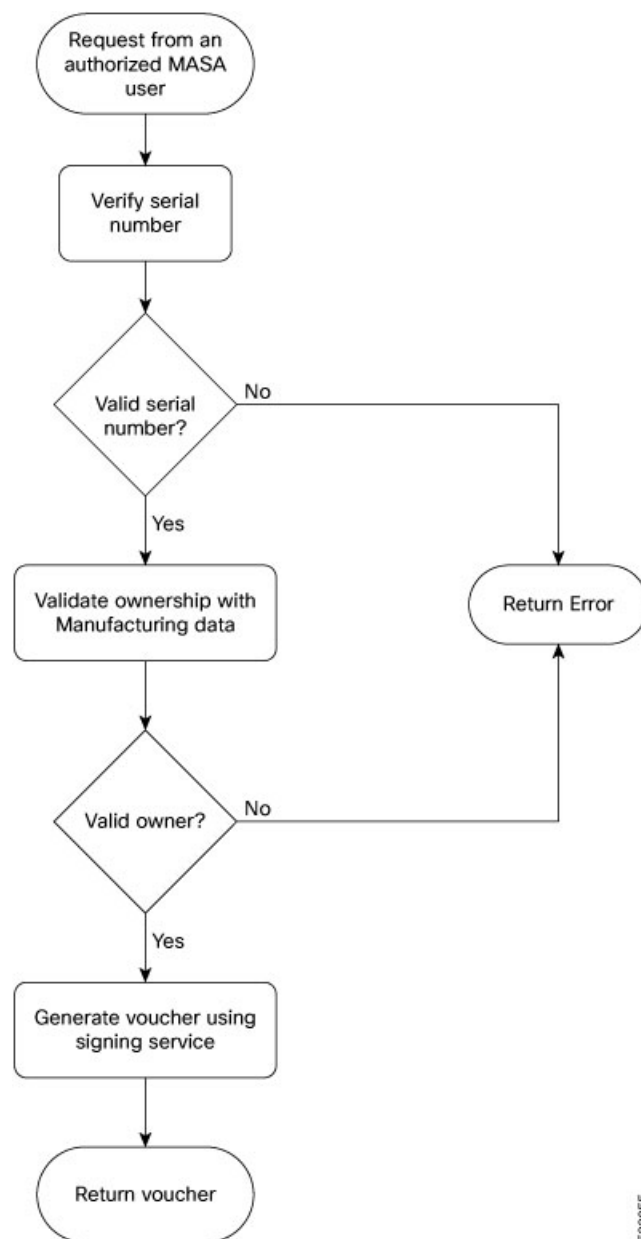 Request from an
authorized MASA
user
Verify serial
number
Valid serial
number?
No
Yes
Validate ownership with
Manufacturing data
Return Error
Valid owner?
No
Yes
Generate voucher using
signing service
Return voucher